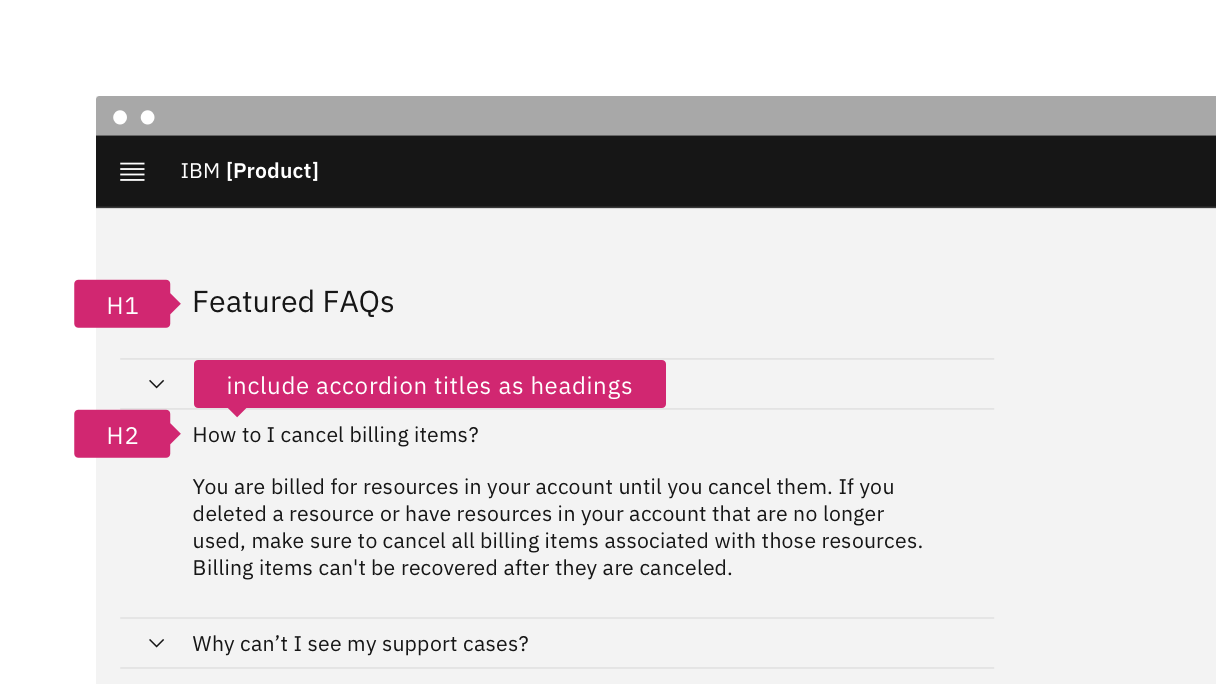 IBM [Product]
H1
Featured FAQs
include accordion titles as headings
H2
How to I cancel billing items?
You are billed for resources in your account until you cancel them. If you
deleted a resource or have resources in your account that are no longer
used, make sure to cancel all billing items associated with those resources.
Billing items can't be recovered after they are canceled.
Why can’t I see my support cases?